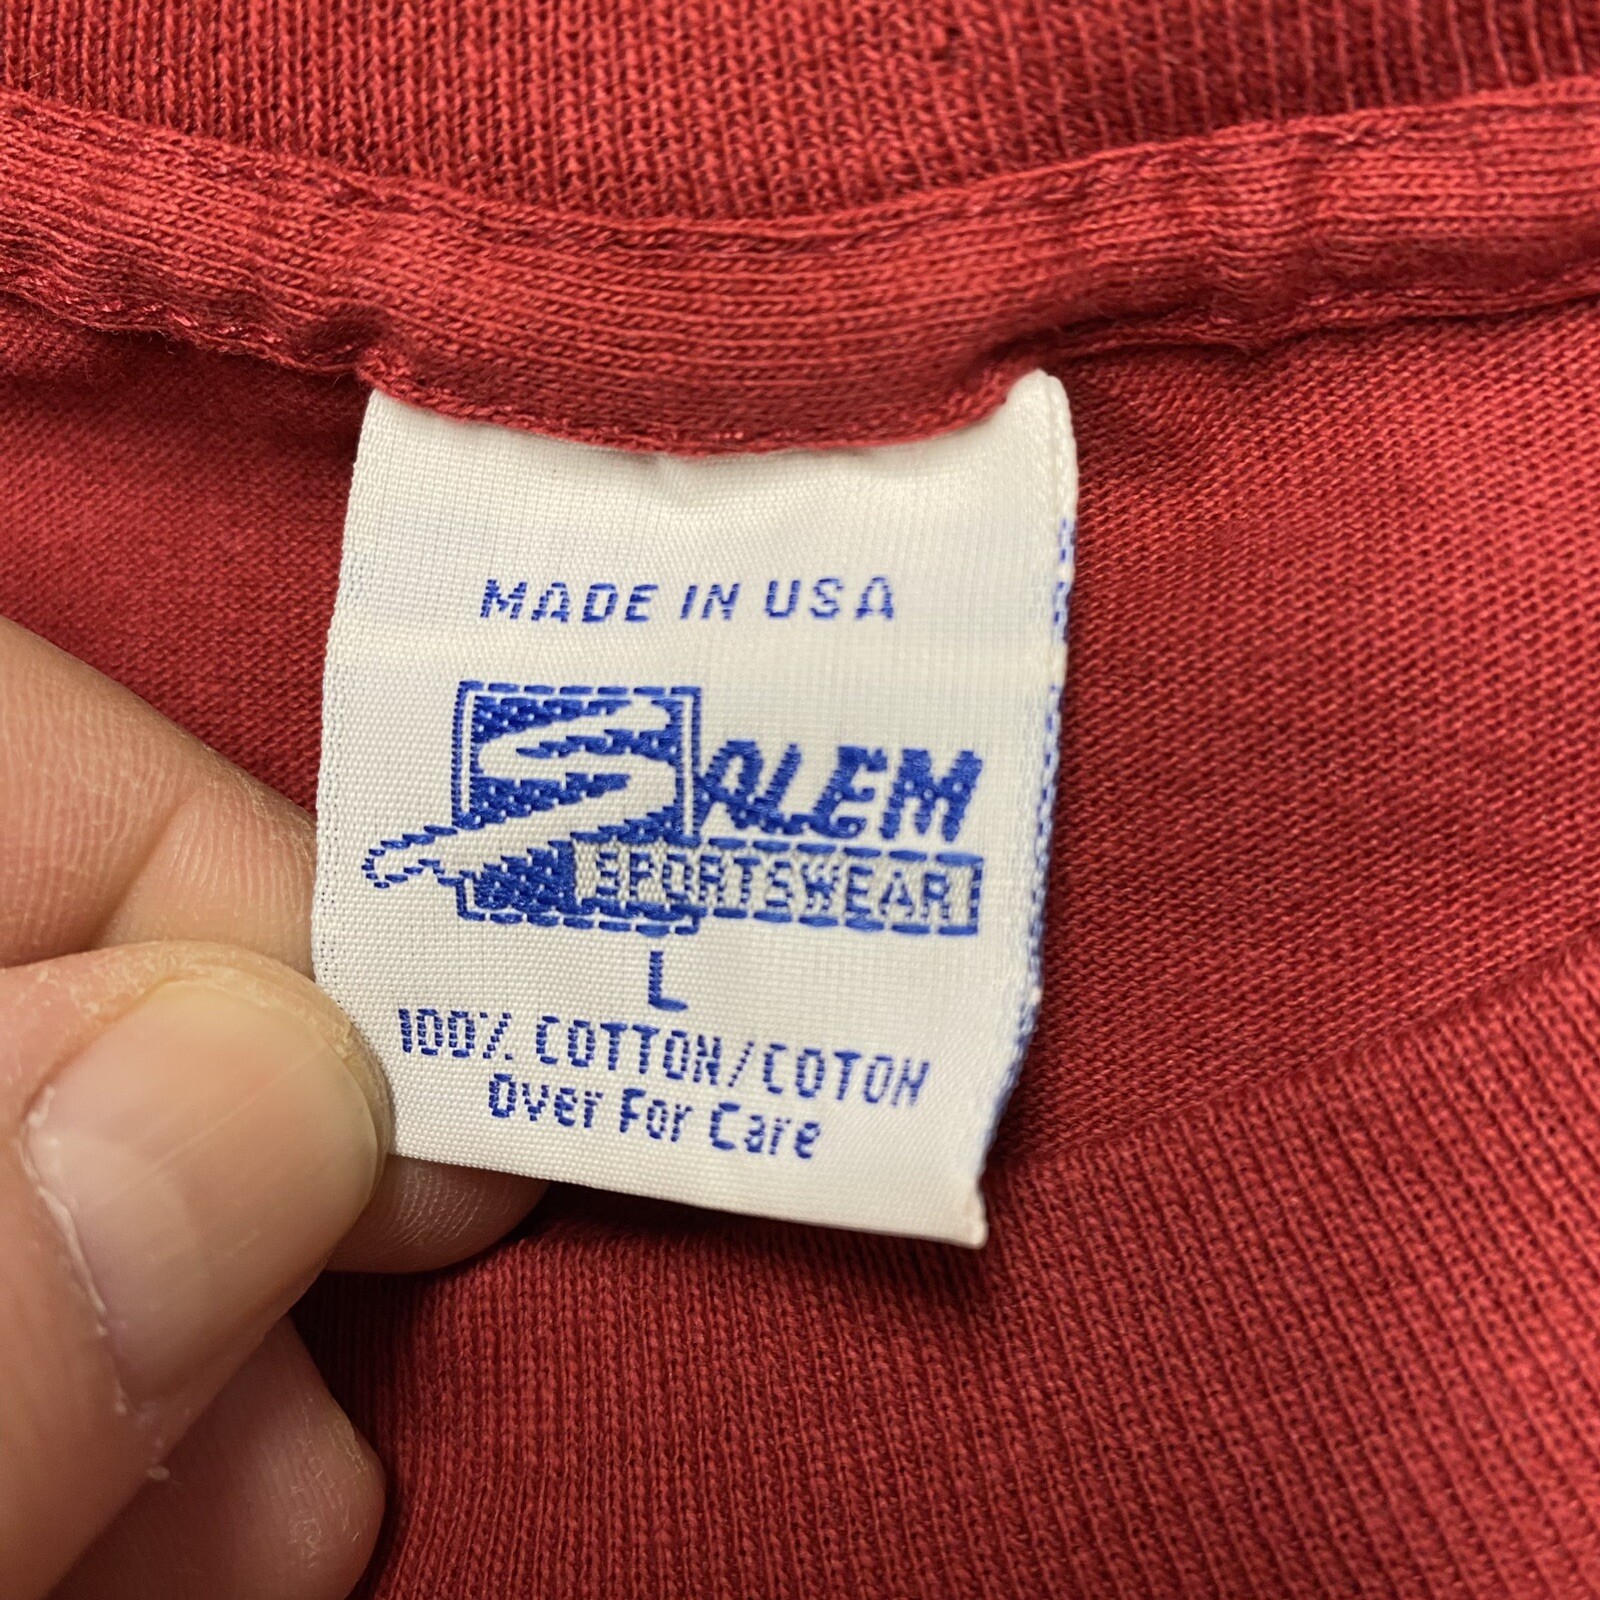 MADE IN USA
SALEM
SPORTSWEAR
L
100% COTTON/COTON
Over For Care